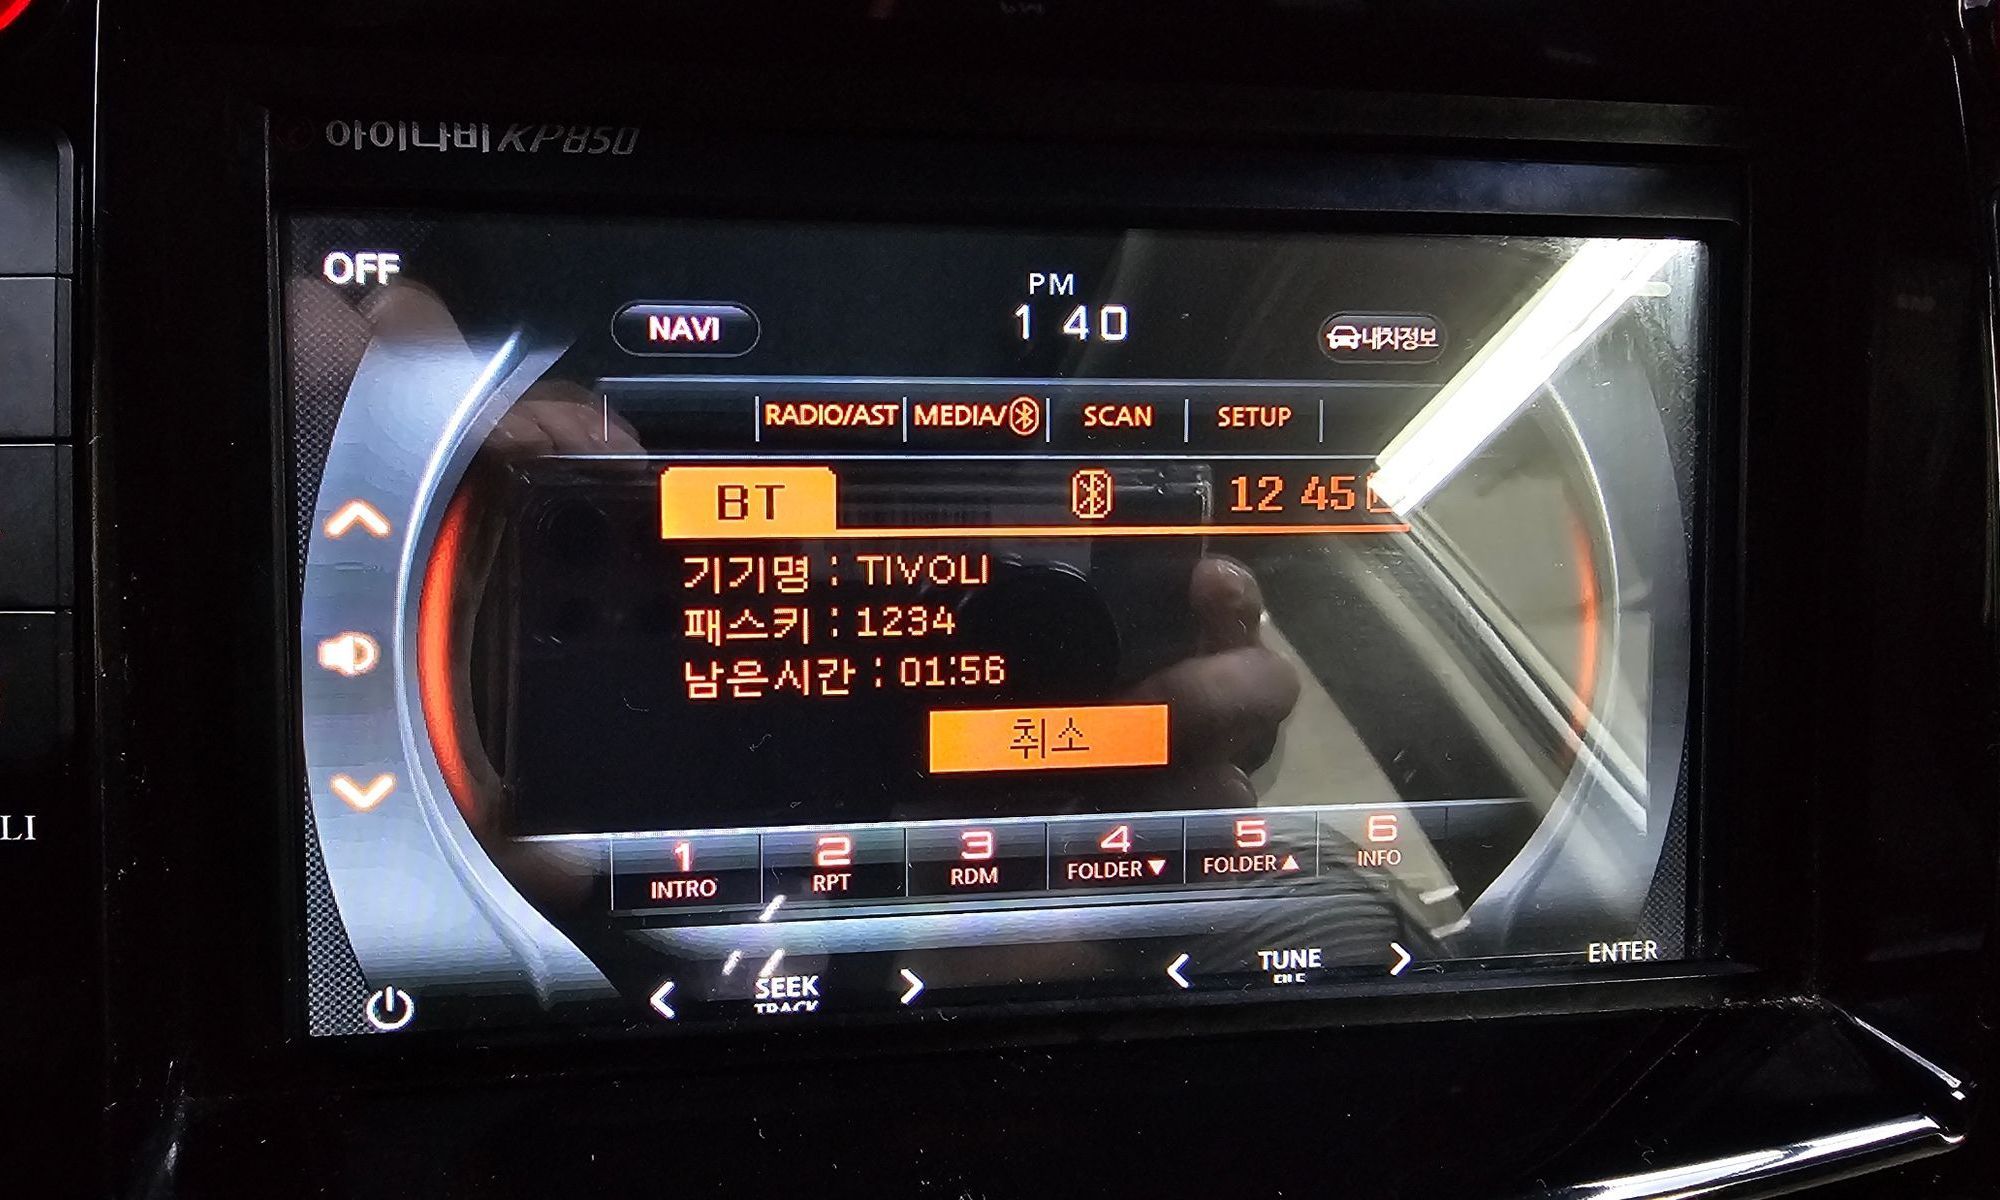 아이나비 KP850
OFF
NAVI
PM
1 40
내차정보
RADIO/AST
MEDIA/
SCAN
SETUP
BT
12 45
기기명 : TIVOLI
패스키 : 1234
남은시간 : 01:56
취소
LI
1
INTRO
2
RPT
3
RDM
4
FOLDER▼
5
FOLDER▲
6
INFO
SEEK
TRACK
TUNE
FILE
ENTER